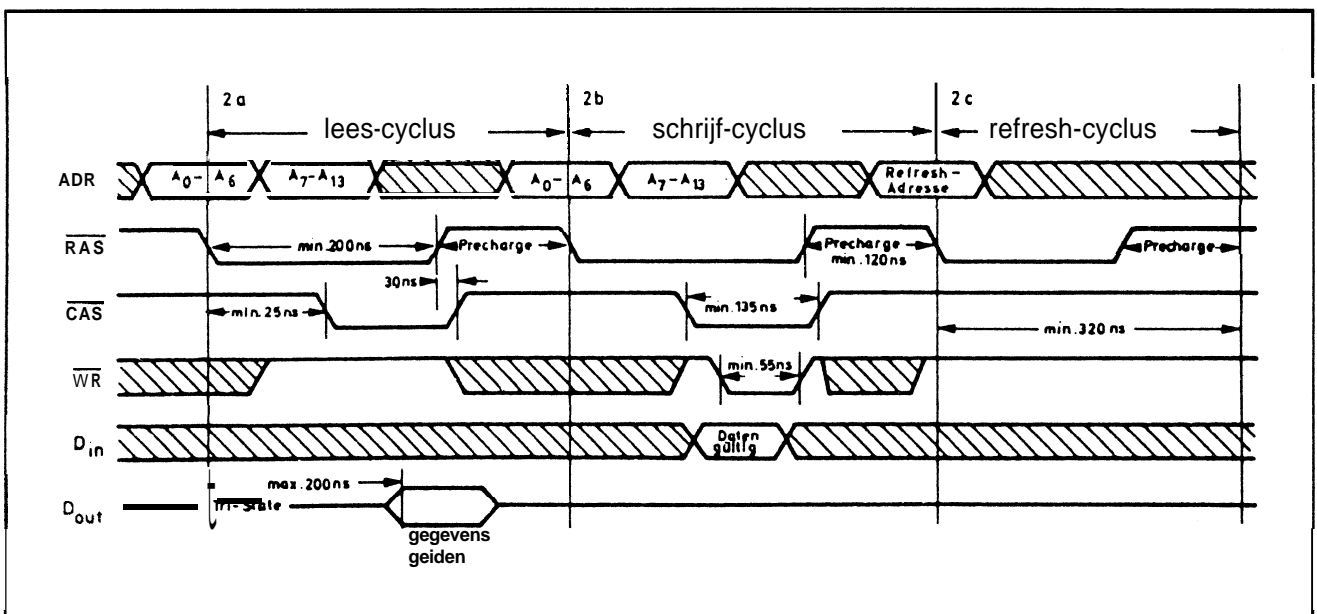 2a
2b
2c
lees-cyclus
schrijf-cyclus
refresh-cyclus
ADR
A0- A6
A7-A13
A0- A6
A7-A13
Refresh-
Adresse
RAS
min.200ns
Precharge
Precharge
min.120ns
Precharge
30ns
CAS
min.25ns
min.135ns
min.320ns
WR
min.55ns
Din
Daten
gültig
max.200ns
Dout
Tri-State
gegevens
geiden